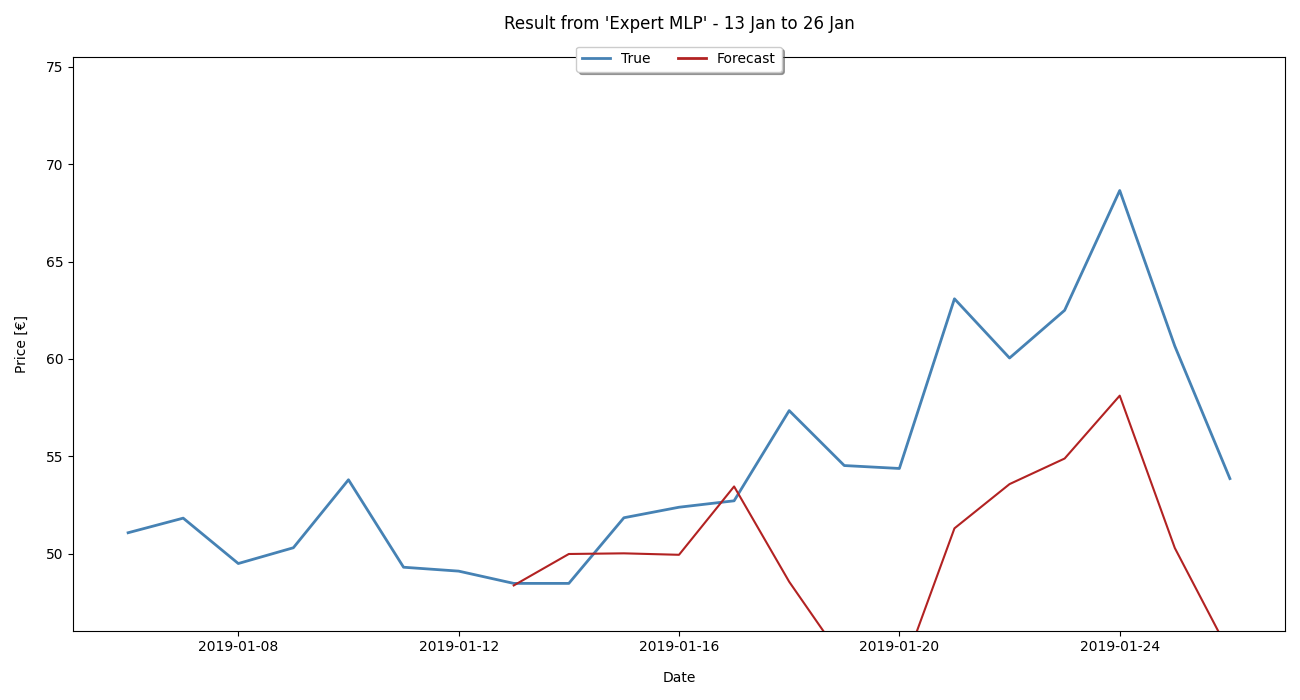 Result from 'Expert MLP' - 13 Jan to 26 Jan
True Forecast
75
70
65
60
55
50
Price [€]
2019-01-08 2019-01-12 2019-01-16 2019-01-20 2019-01-24
Date